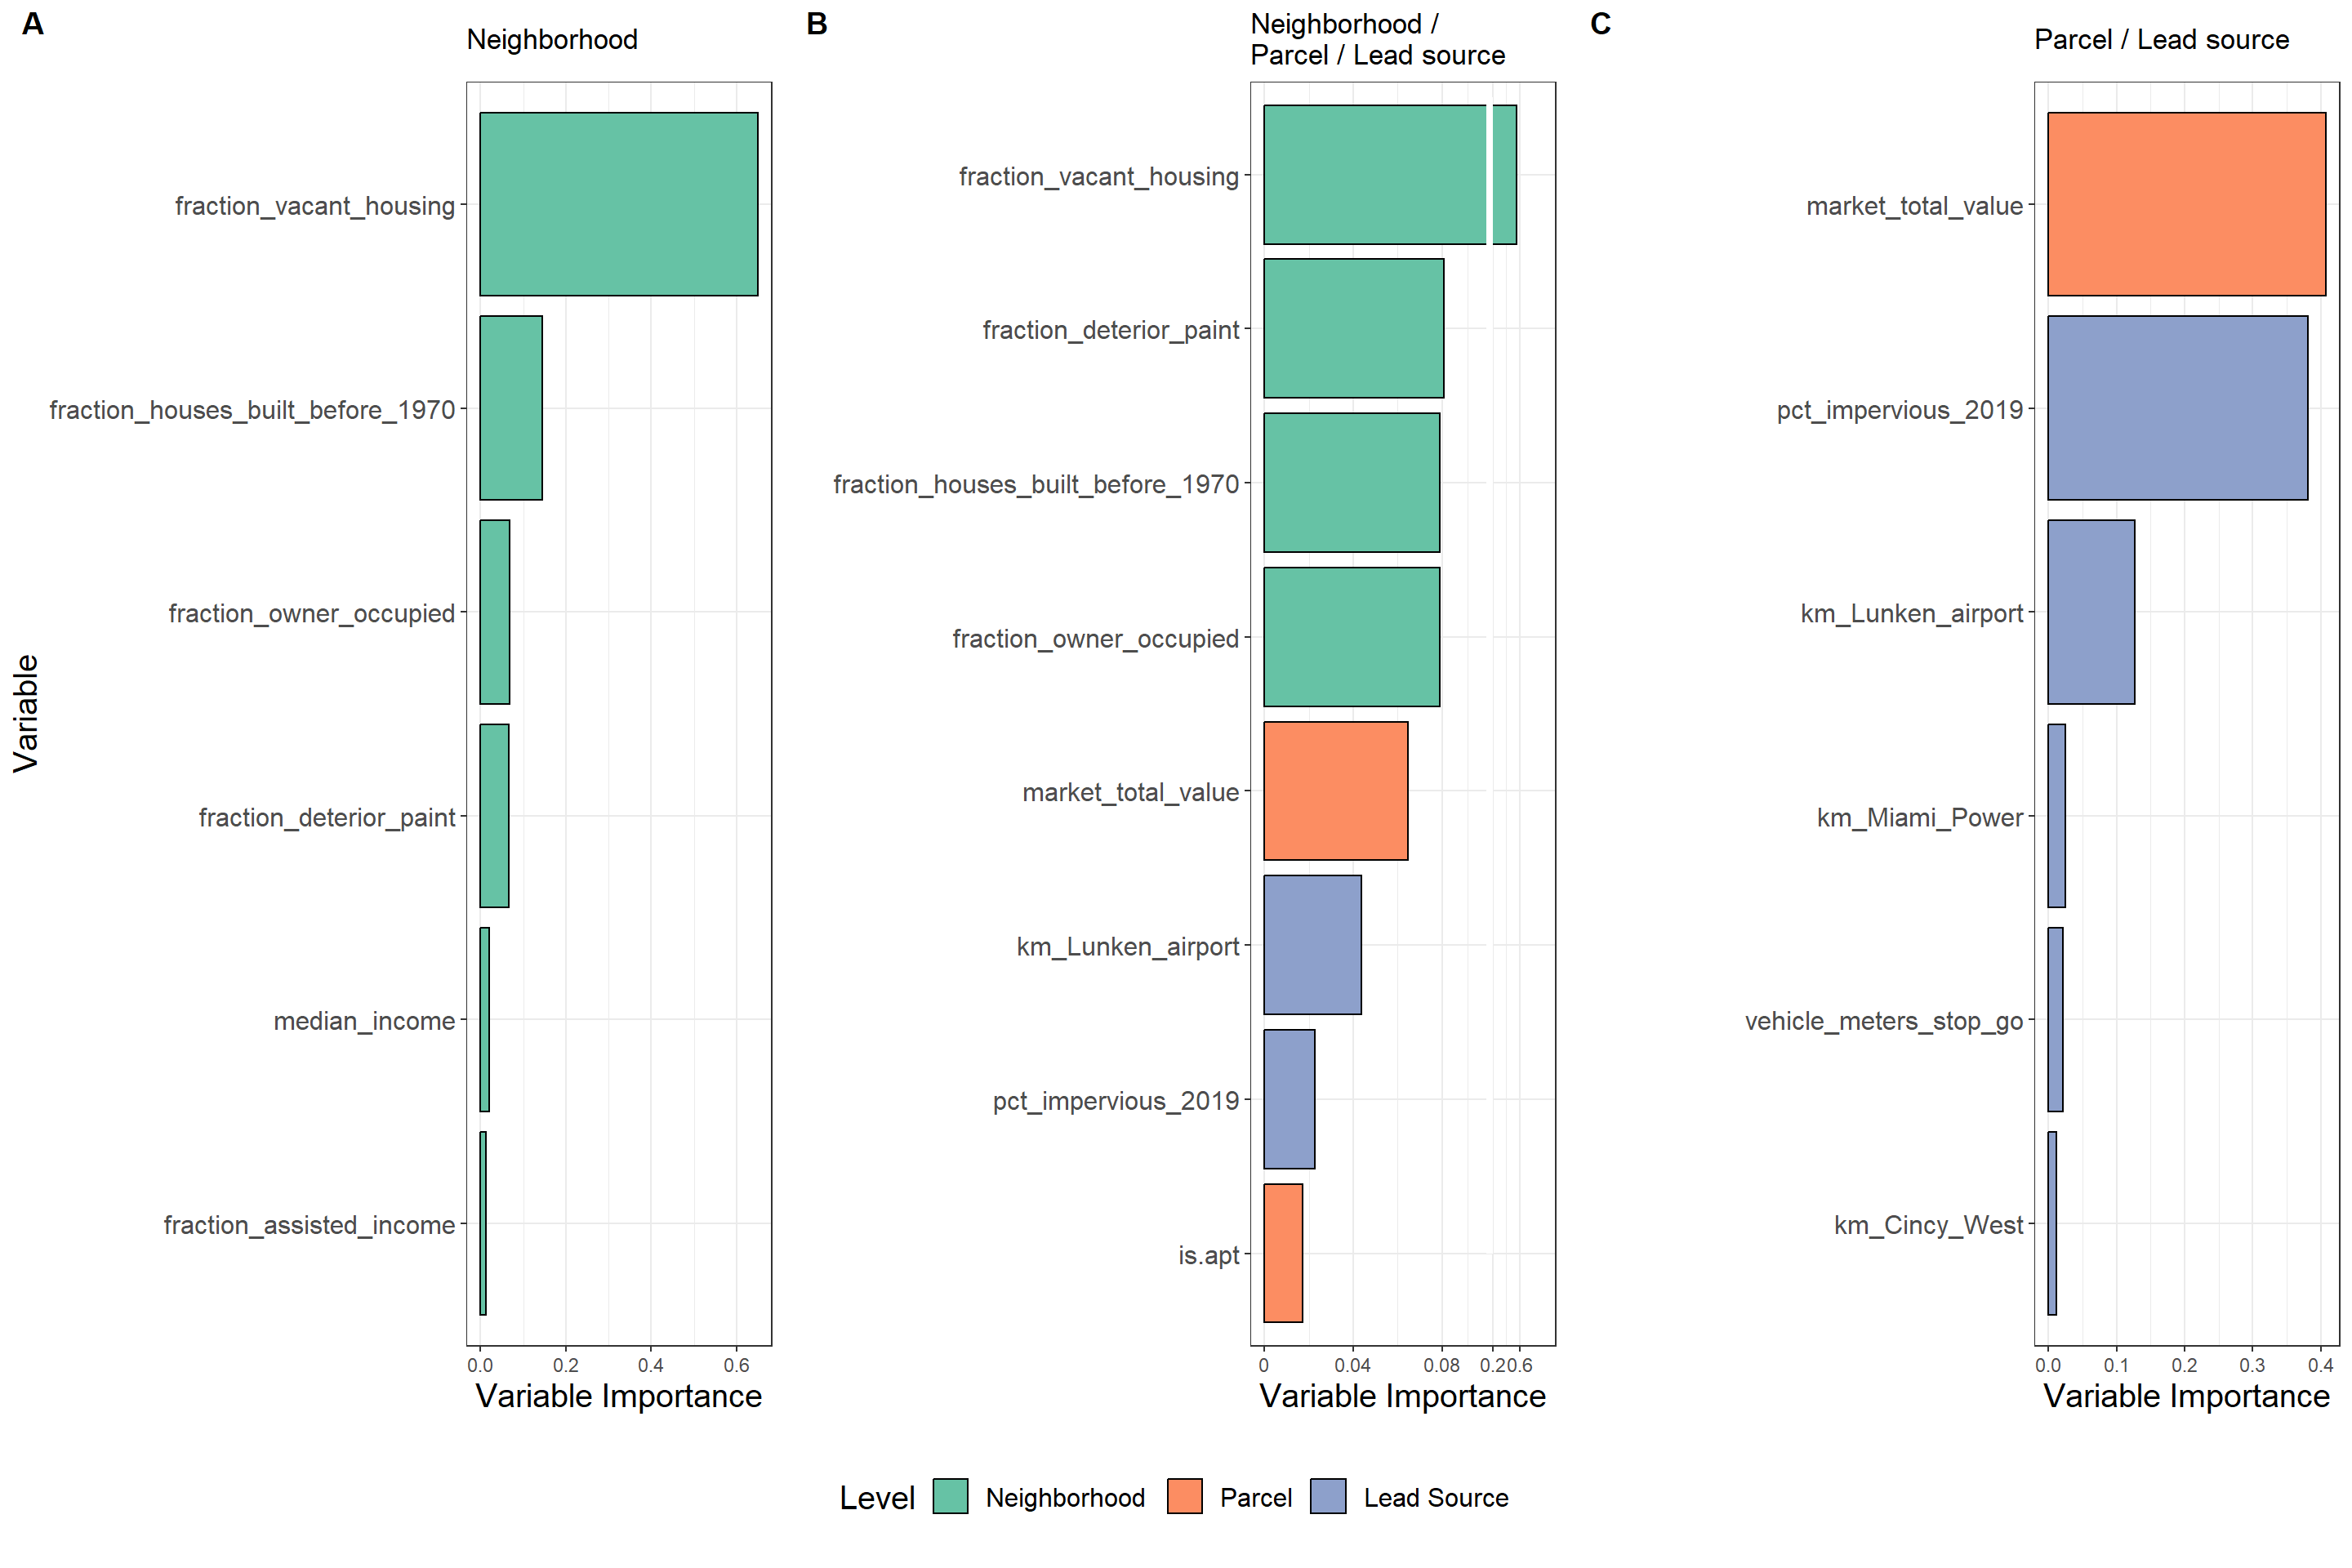 A
Neighborhood
Variable
fraction_vacant_housing
fraction_houses_built_before_1970
fraction_owner_occupied
fraction_deterior_paint
median_income
fraction_assisted_income
0.0 0.2 0.4 0.6
Variable Importance
B
Neighborhood /
Parcel / Lead source
fraction_vacant_housing
fraction_deterior_paint
fraction_houses_built_before_1970
fraction_owner_occupied
market_total_value
km_Lunken_airport
pct_impervious_2019
is.apt
0 0.04 0.08 0.2 0.6
Variable Importance
C
Parcel / Lead source
market_total_value
pct_impervious_2019
km_Lunken_airport
km_Miami_Power
vehicle_meters_stop_go
km_Cincy_West
0.0 0.1 0.2 0.3 0.4
Variable Importance
Level Neighborhood Parcel Lead Source